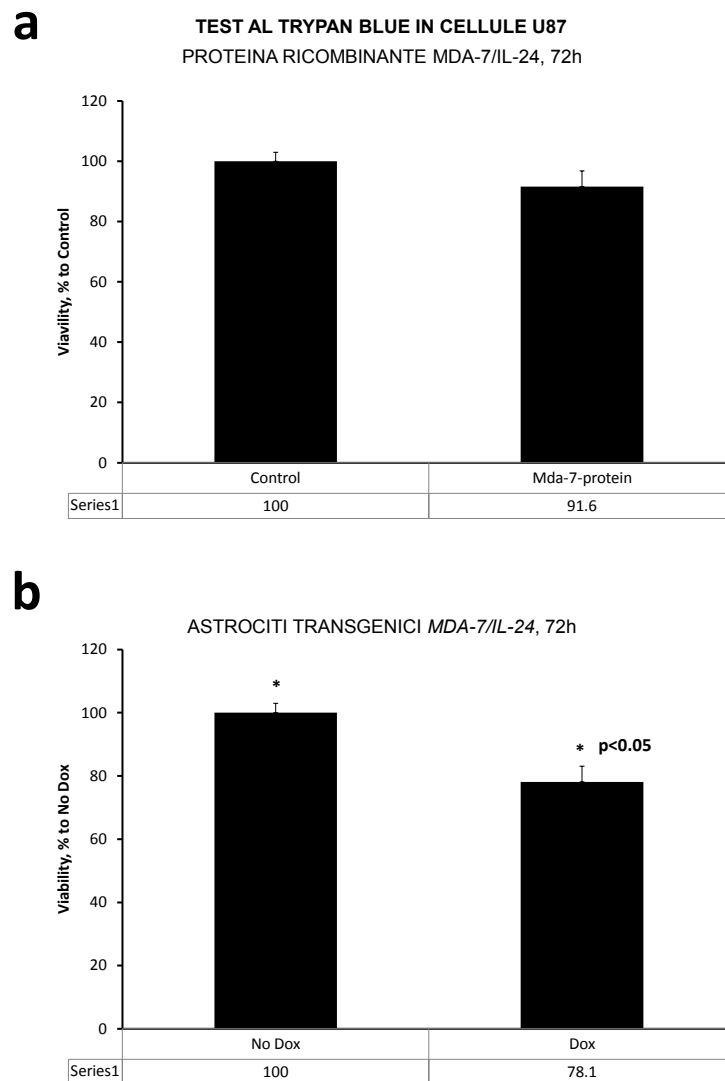 a
TEST AL TRYPAN BLUE IN CELLULE U87
PROTEINA RICOMBINANTE MDA-7/IL-24, 72h
120
100
80
60
40
20
0
Viavility, % to Control
Control Mda-7-protein
Series1 100 91.6
b
ASTROCITI TRANSGENICI MDA-7/IL-24, 72h
120
100
80
60
40
20
0
Viability, % to No Dox
*
* p<0.05
No Dox Dox
Series1 100 78.1